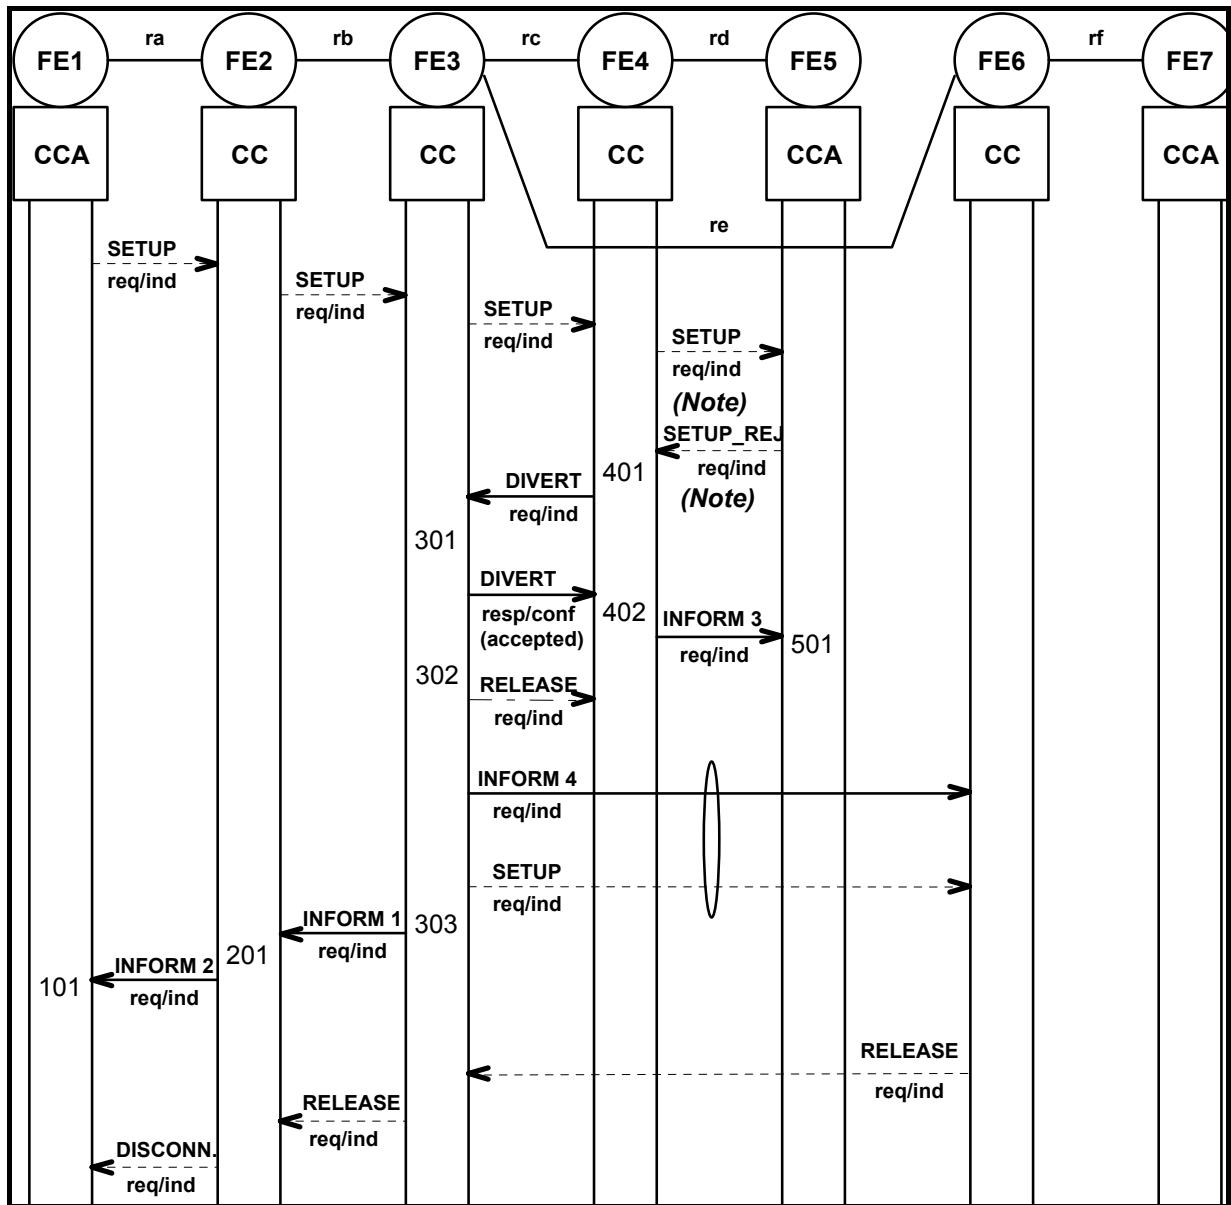 ra rb rc rd rf
FE1 FE2 FE3 FE4 FE5 FE6 FE7
CCA CC CC CC CCA CC CCA
re
SETUP
req/ind
SETUP
req/ind
SETUP
req/ind
SETUP
req/ind
(Note)
SETUP_REJ
req/ind
(Note)
401
DIVERT
req/ind
301
DIVERT
resp/conf
(accepted)
402
INFORM 3
req/ind
501
302
RELEASE
req/ind
INFORM 4
req/ind
SETUP
req/ind
303
INFORM 1
req/ind
201
INFORM 2
req/ind
101
RELEASE
req/ind
RELEASE
req/ind
DISCONN.
req/ind